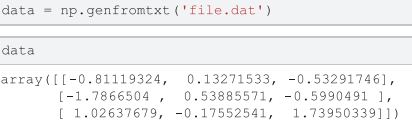 data = np.genfromtxt('file.dat')
data
array([[-0.81119324,  0.13271533, -0.53291746],
       [-1.7866504 ,  0.53885571, -0.5990491 ],
       [ 1.02637679, -0.17552541,  1.73950339]])